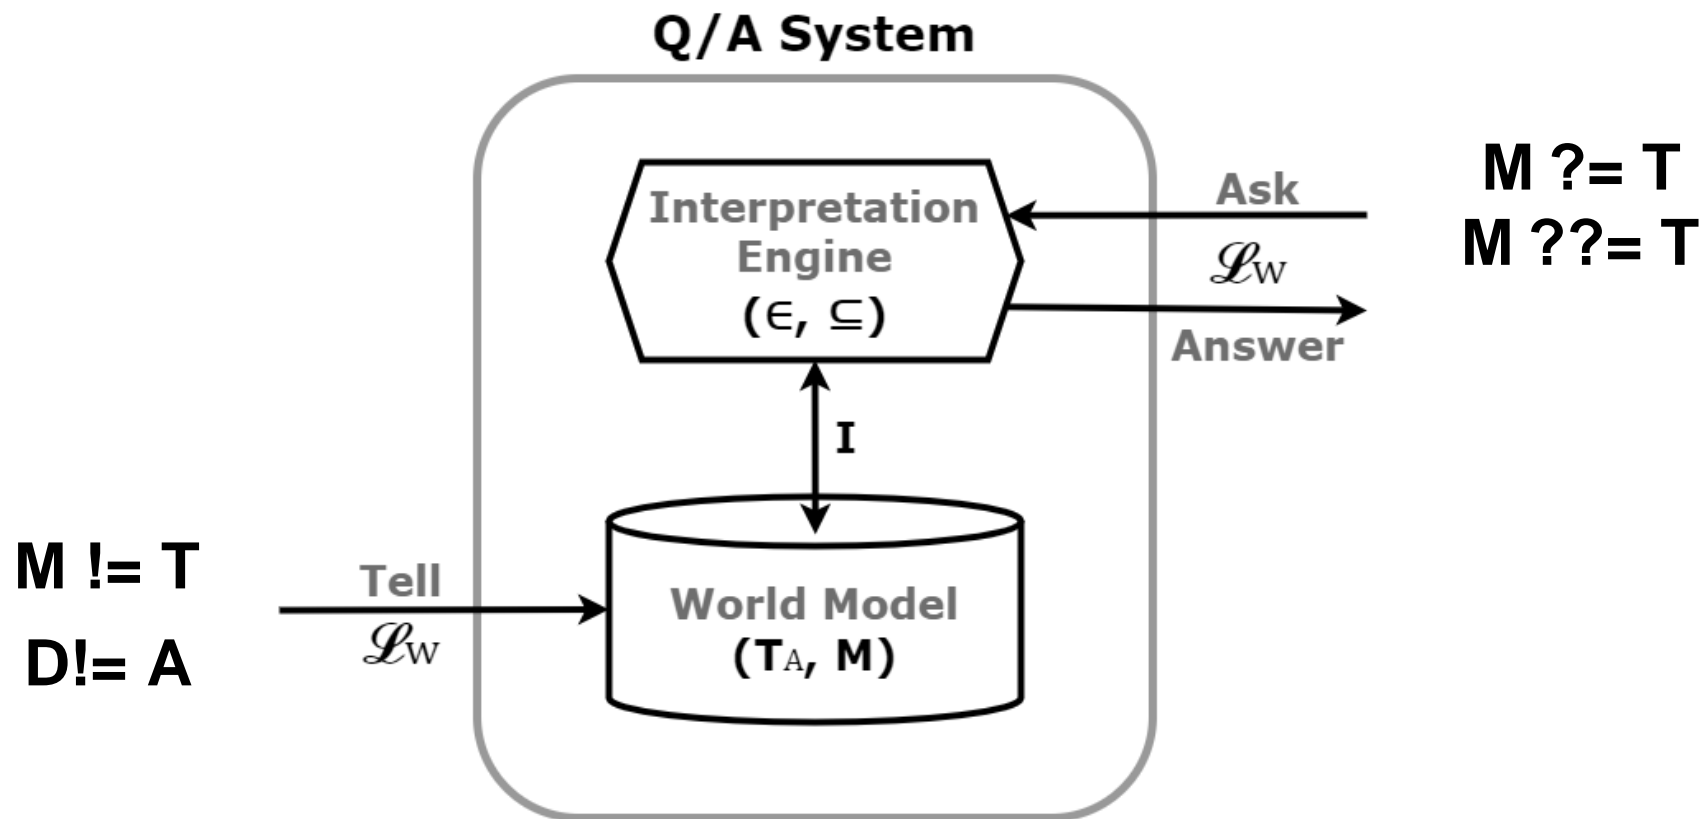 Q/A System
Interpretation
Engine
(∈, ⊆)
Ask
ℒW
Answer
M ?= T
M ??= T
I
M != T
D!= A
Tell
ℒW
World Model
(TA, M)